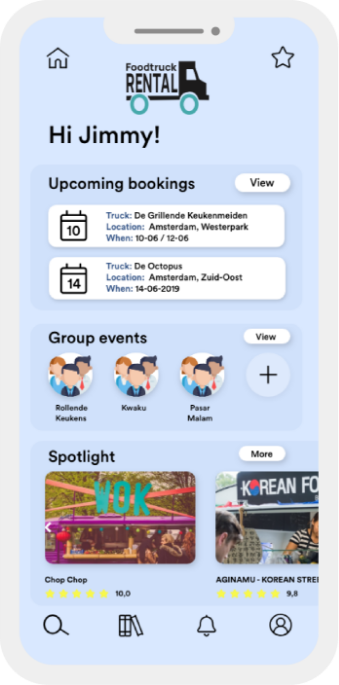 Foodtruck
RENTAL
Hi Jimmy!
Upcoming bookings
View
10
Truck: De Grillende Keukenmeiden
Location: Amsterdam, Westerpark
When: 10-06 / 12-06
14
Truck: De Octopus
Location: Amsterdam, Zuid-Oost
When: 14-06-2019
Group events
View
Rollende
Keukens
Kwaku
Pasar
Malam
Spotlight
More
WOK
KOREAN FO
Chop Chop
10,0
AGINAMU - KOREAN STREE
9,8